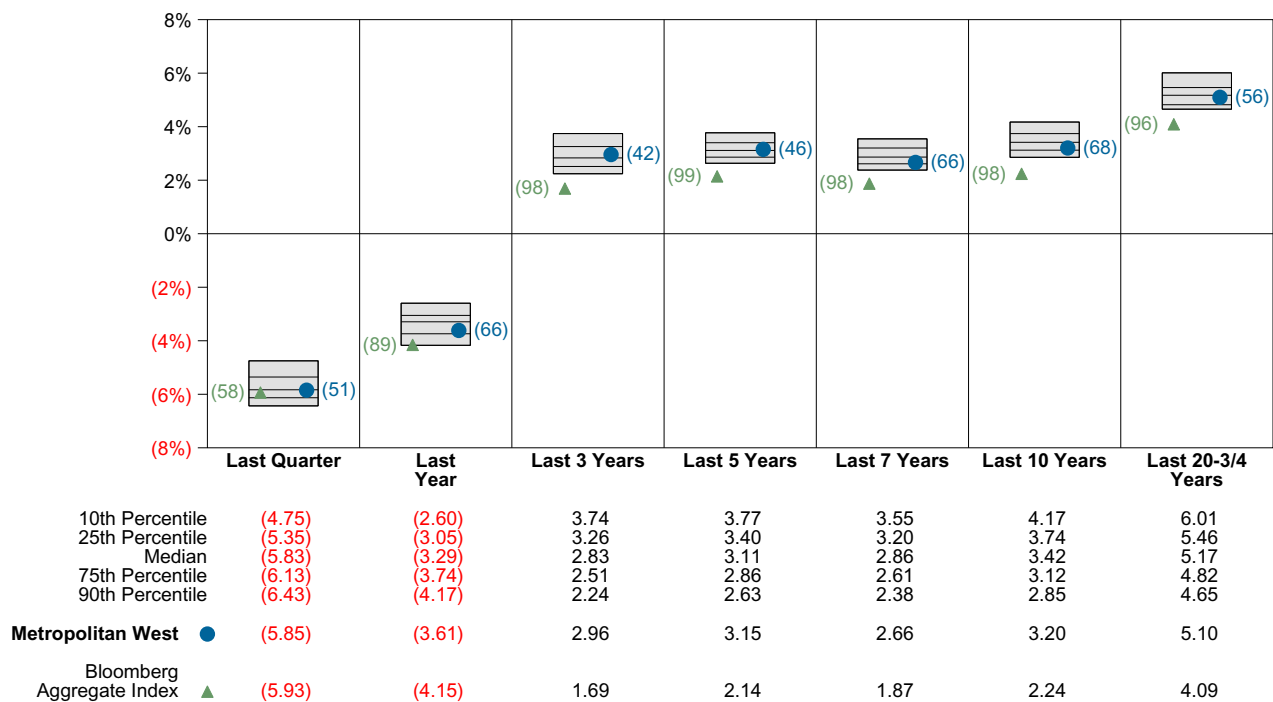 8%
6%
4%
2%
0%
(2%)
(4%)
(6%)
(8%)
(58) (51)
(89) (66)
(98) (42)
(99) (46)
(98) (66)
(98) (68)
(96) (56)
Last Quarter Last Year Last 3 Years Last 5 Years Last 7 Years Last 10 Years Last 20-3/4 Years
10th Percentile (4.75) (2.60) 3.74 3.77 3.55 4.17 6.01
25th Percentile (5.35) (3.05) 3.26 3.40 3.20 3.74 5.46
Median (5.83) (3.29) 2.83 3.11 2.86 3.42 5.17
75th Percentile (6.13) (3.74) 2.51 2.86 2.61 3.12 4.82
90th Percentile (6.43) (4.17) 2.24 2.63 2.38 2.85 4.65
Metropolitan West (5.85) (3.61) 2.96 3.15 2.66 3.20 5.10
Bloomberg
Aggregate Index (5.93) (4.15) 1.69 2.14 1.87 2.24 4.09